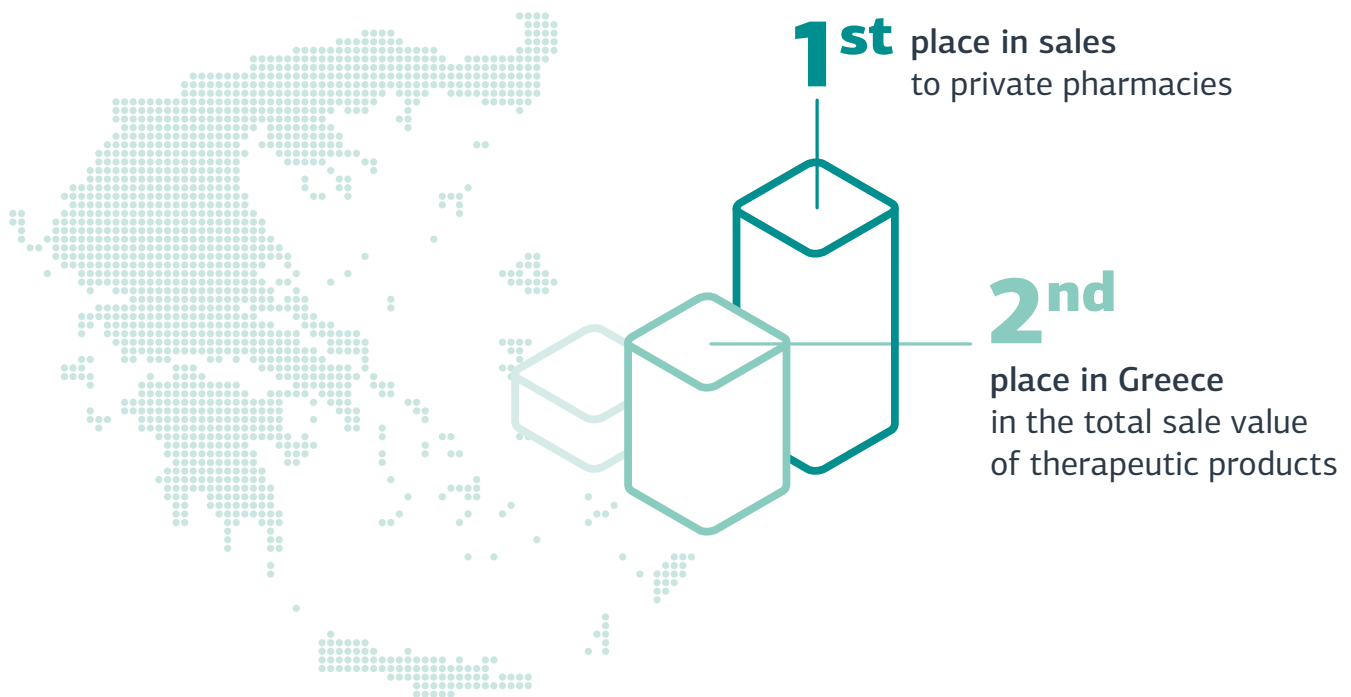 1st place in sales
to private pharmacies
2nd
place in Greece
in the total sale value
of therapeutic products